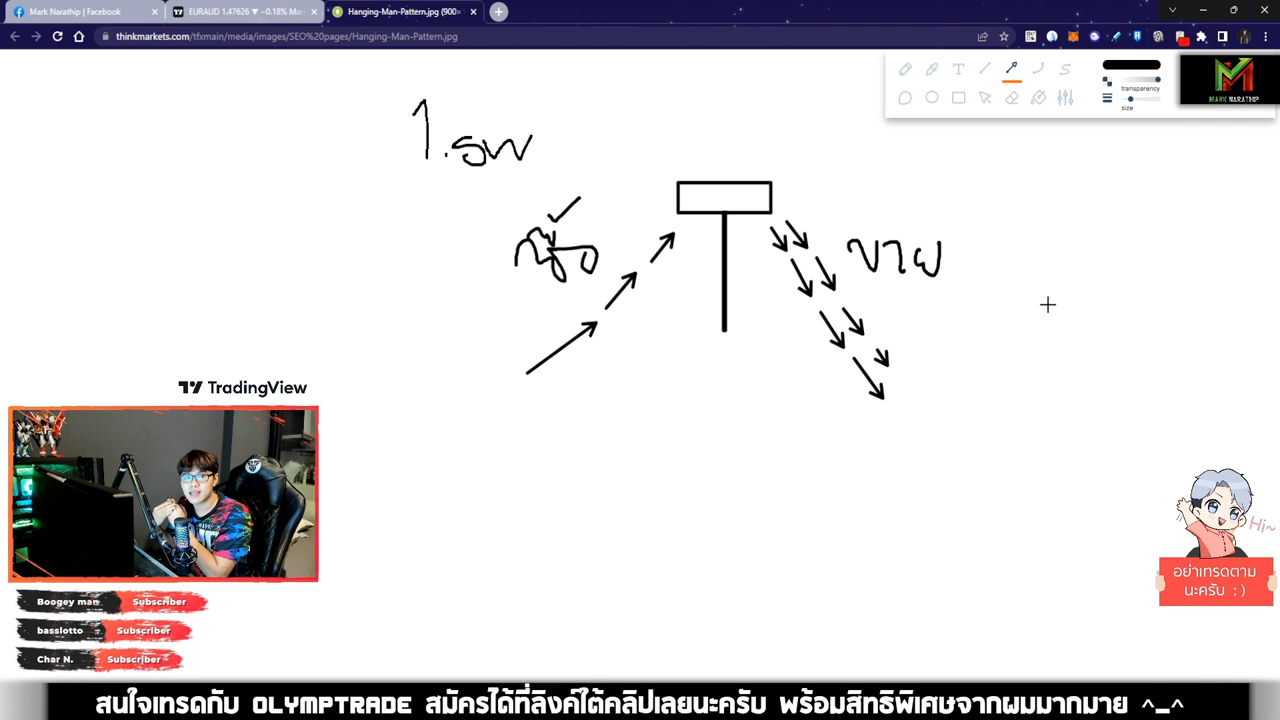 Mark Narathip | Facebook
EURAUD 1.47626 ▼ −0.18% Ma
Hanging-Man-Pattern.jpg (900×
thinkmarkets.com/tfxmain/media/images/SEO%20pages/Hanging-Man-Pattern.jpg
transparency
size
MARK NARATHIP
1.
ซื้อ
ขาย
TradingView
Hi~
อย่าเทรดตาม
นะครับ :)
Boogey man Subscriber
basslotto Subscriber
Char N. Subscriber
สนใจเทรดกับ OLYMPTRADE สมัครได้ที่ลิงค์ใต้คลิปเลยนะครับ พร้อมสิทธิพิเศษจากผมมากมาย ^_^